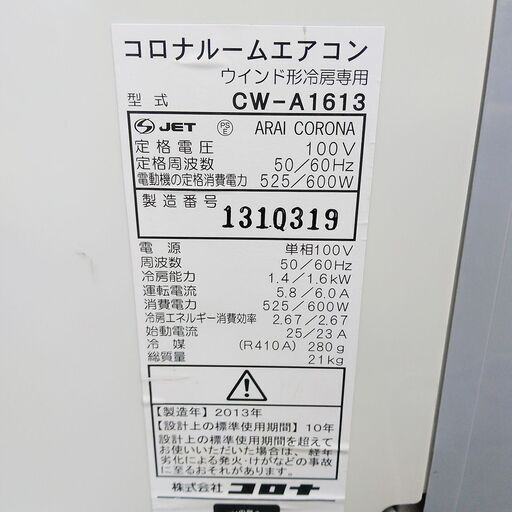 コロナルームエアコン
ウインド形冷房専用
型式 CW-A1613
JET PS E ARAI CORONA
定格電圧 100V
定格周波数 50/60Hz
電動機の定格消費電力 525/600W
製造番号 131Q319
電源 単相100V
周波数 50/60Hz
冷房能力 1.4/1.6kW
運転電流 5.8/6.0A
消費電力 525/600W
冷房エネルギー消費効率 2.67/2.67
始動電流 25/23A
冷媒 (R410A) 280g
総質量 21kg
【製造年】2013年
【設計上の標準使用期間】10年
設計上の標準使用期間を超えて
お使いいただいた場合は、経年
劣化による発火・けがなどの事故
に至るおそれがあります。
株式会社 コロナ